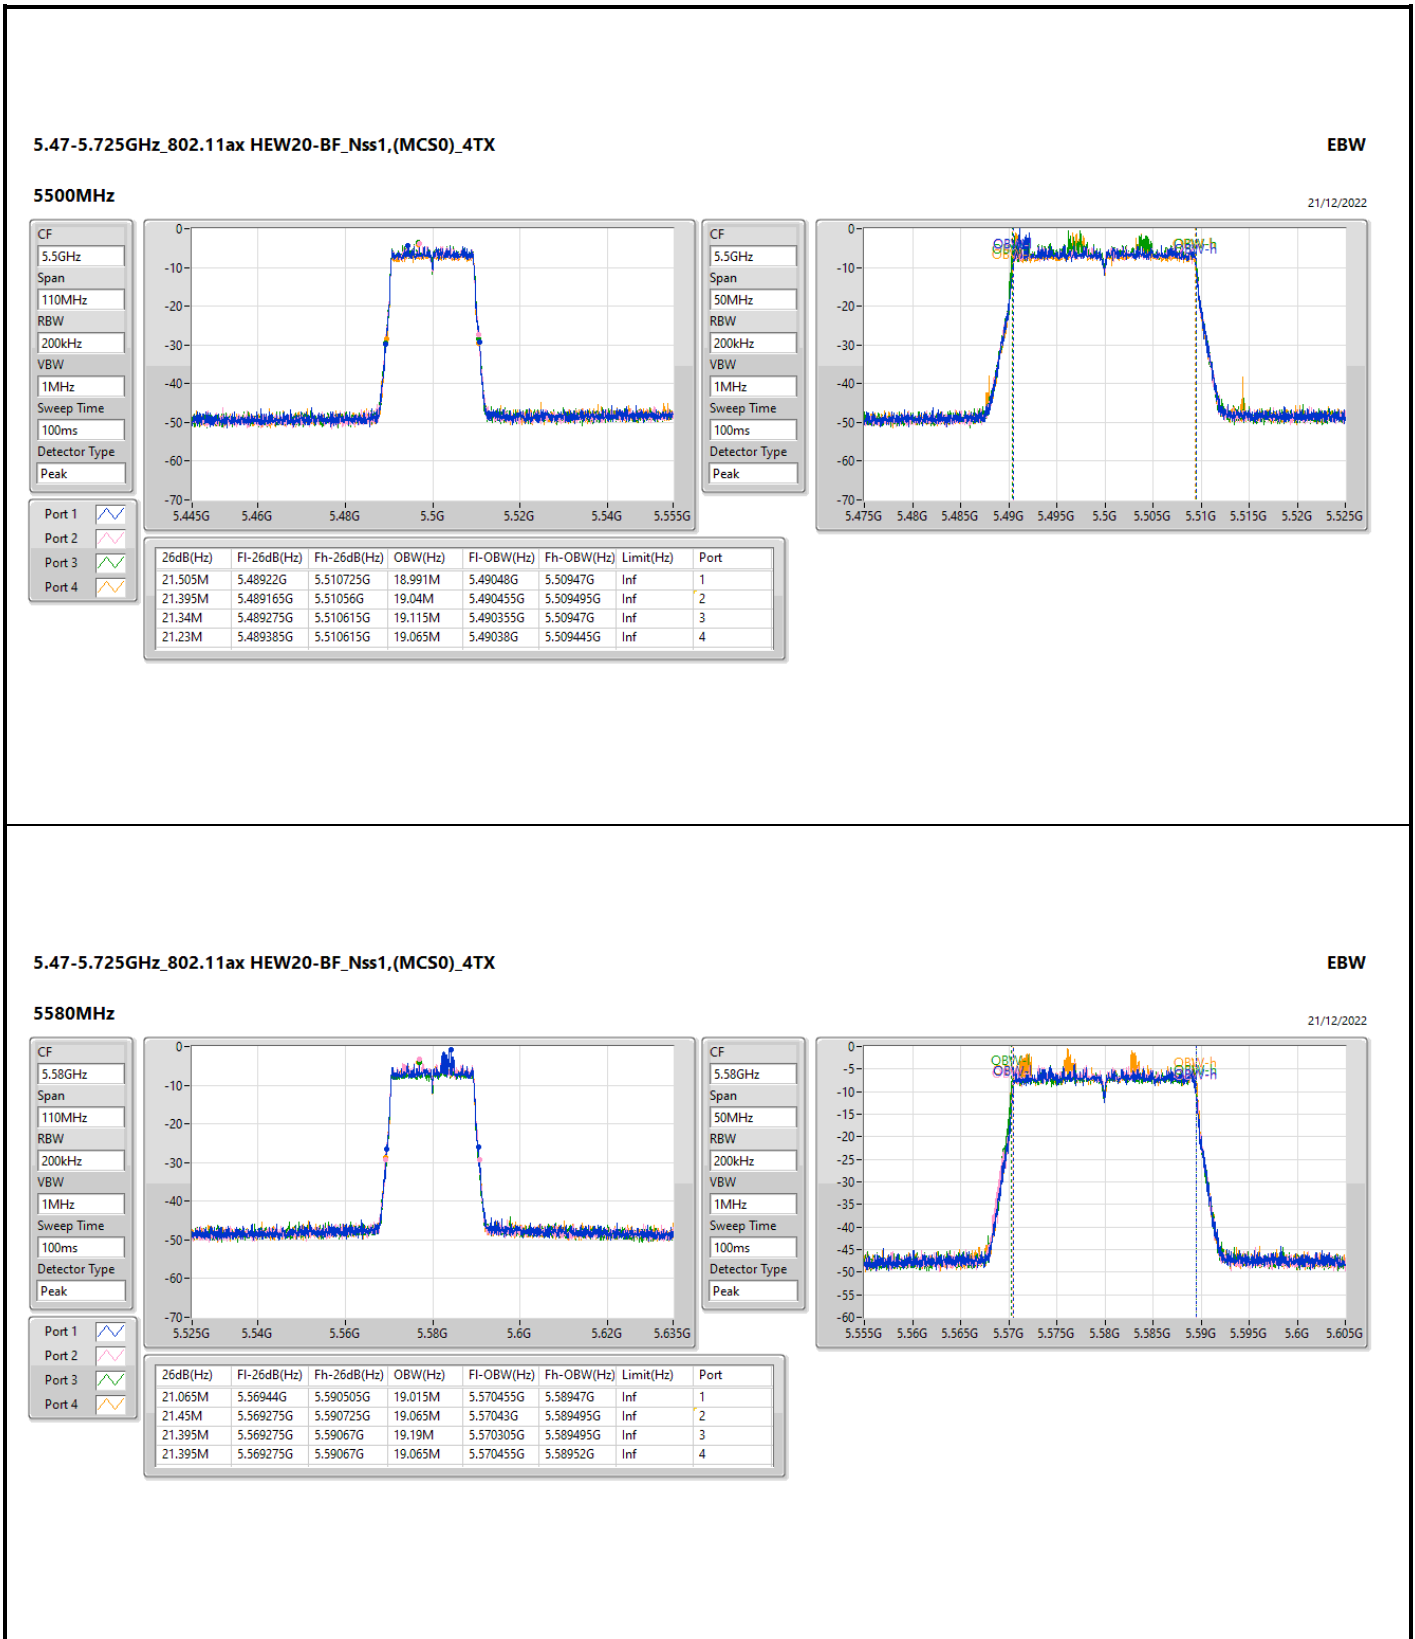 5.47-5.725GHz_802.11ax HEW20-BF_Nss1,(MCS0)_4TX EBW
5500MHz 21/12/2022
CF
5.5GHz
Span
110MHz
RBW
200kHz
VBW
1MHz
Sweep Time
100ms
Detector Type
Peak
0
-10
-20
-30
-40
-50
-60
-70
5.445G 5.46G 5.48G 5.5G 5.52G 5.54G 5.555G
CF
5.5GHz
Span
50MHz
RBW
200kHz
VBW
1MHz
Sweep Time
100ms
Detector Type
Peak
0
-10
-20
-30
-40
-50
-60
-70
OBW-h
OBW-h
5.475G 5.48G 5.485G 5.49G 5.495G 5.5G 5.505G 5.51G 5.515G 5.52G 5.525G
Port 1
Port 2
Port 3
Port 4
26dB(Hz) Fl-26dB(Hz) Fh-26dB(Hz) OBW(Hz) Fl-OBW(Hz) Fh-OBW(Hz) Limit(Hz) Port
21.505M 5.48922G 5.510725G 18.991M 5.49048G 5.50947G Inf 1
21.395M 5.489165G 5.51056G 19.04M 5.490455G 5.509495G Inf 2
21.34M 5.489275G 5.510615G 19.115M 5.490355G 5.50947G Inf 3
21.23M 5.489385G 5.510615G 19.065M 5.49038G 5.509445G Inf 4
5.47-5.725GHz_802.11ax HEW20-BF_Nss1,(MCS0)_4TX EBW
5580MHz 21/12/2022
CF
5.58GHz
Span
110MHz
RBW
200kHz
VBW
1MHz
Sweep Time
100ms
Detector Type
Peak
0
-10
-20
-30
-40
-50
-60
-70
5.525G 5.54G 5.56G 5.58G 5.6G 5.62G 5.635G
CF
5.58GHz
Span
50MHz
RBW
200kHz
VBW
1MHz
Sweep Time
100ms
Detector Type
Peak
0
-5
-10
-15
-20
-25
-30
-35
-40
-45
-50
-55
-60
OBW-h
OBW-h
5.555G 5.56G 5.565G 5.57G 5.575G 5.58G 5.585G 5.59G 5.595G 5.6G 5.605G
Port 1
Port 2
Port 3
Port 4
26dB(Hz) Fl-26dB(Hz) Fh-26dB(Hz) OBW(Hz) Fl-OBW(Hz) Fh-OBW(Hz) Limit(Hz) Port
21.065M 5.56944G 5.590505G 19.015M 5.570455G 5.58947G Inf 1
21.45M 5.569275G 5.590725G 19.065M 5.57043G 5.589495G Inf 2
21.395M 5.569275G 5.59067G 19.19M 5.570305G 5.589495G Inf 3
21.395M 5.569275G 5.59067G 19.065M 5.570455G 5.58952G Inf 4